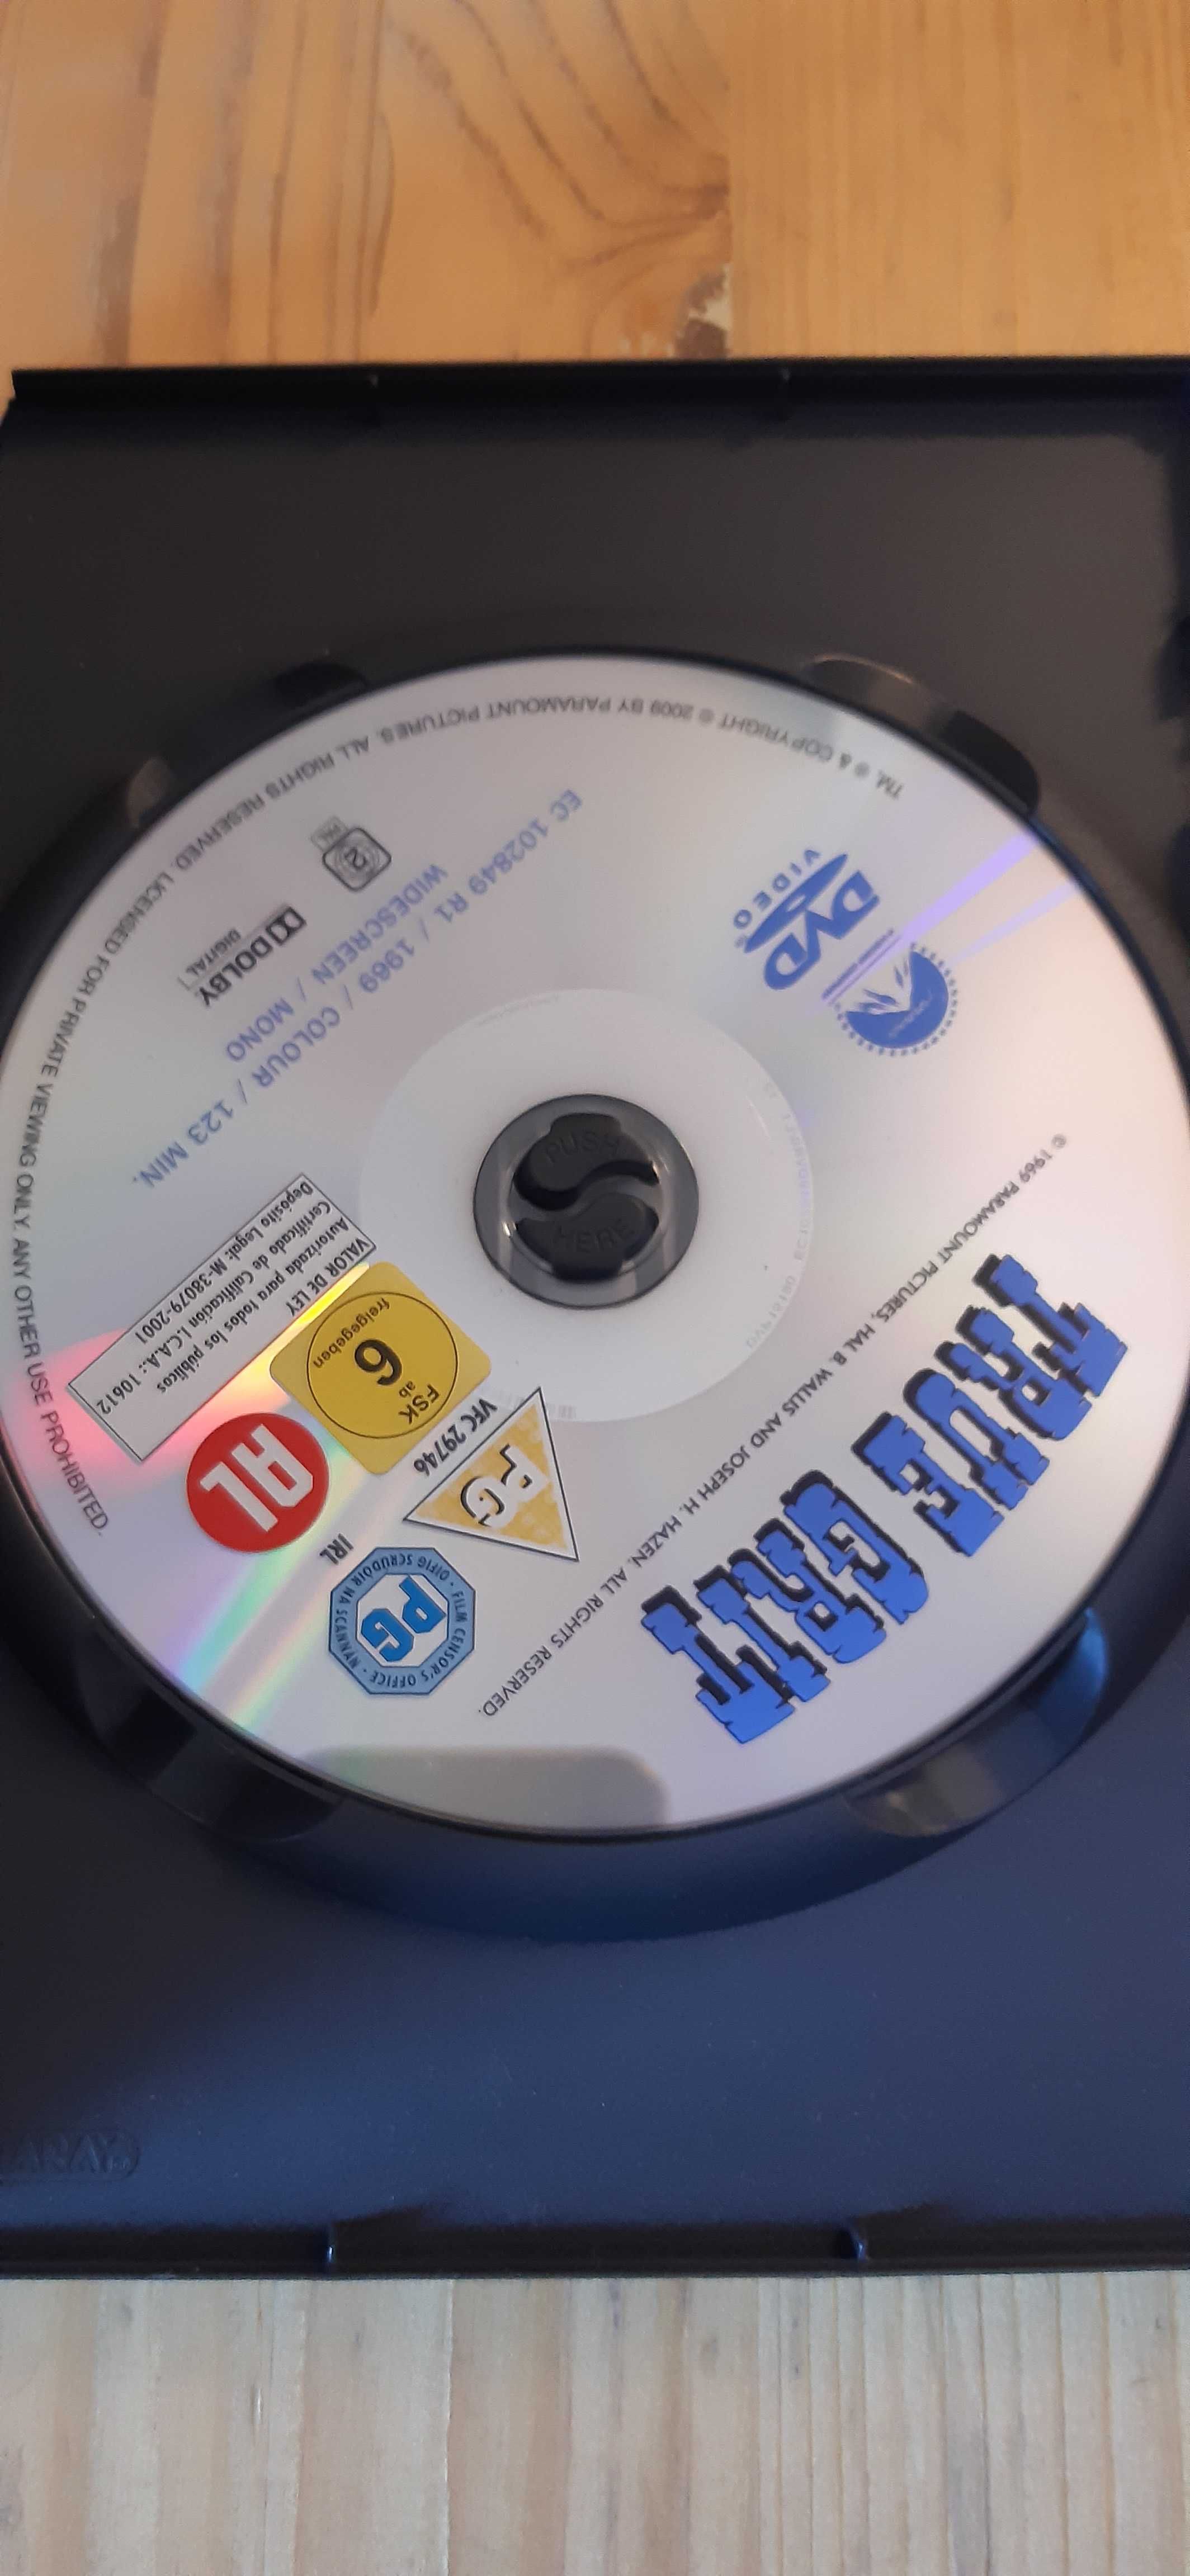 TRUE GRIT
© 1969 PARAMOUNT PICTURES, HAL B. WALLIS AND JOSEPH H. HAZEN. ALL RIGHTS RESERVED.
DVD
VIDEO
PUSH
HERE
PG
FILM CENSOR'S OFFICE · OIFIG SCRÚDÓIR NA SCANNÁN ·
IRL
PG
VFC 29746
FSK
ab
6
freigegeben
AL
VALOR DE LEY
Autorizada para todos los públicos
Certificado de Calificación I.C.A.A.: 10612
Depósito Legal: M-38079-2001
EC 102849 R1 / 1969 / COLOUR / 123 MIN.
WIDESCREEN / MONO
2
PAL
DOLBY
DIGITAL
TM, ® & COPYRIGHT © 2009 BY PARAMOUNT PICTURES. ALL RIGHTS RESERVED. LICENSED FOR PRIVATE VIEWING ONLY. ANY OTHER USE PROHIBITED.